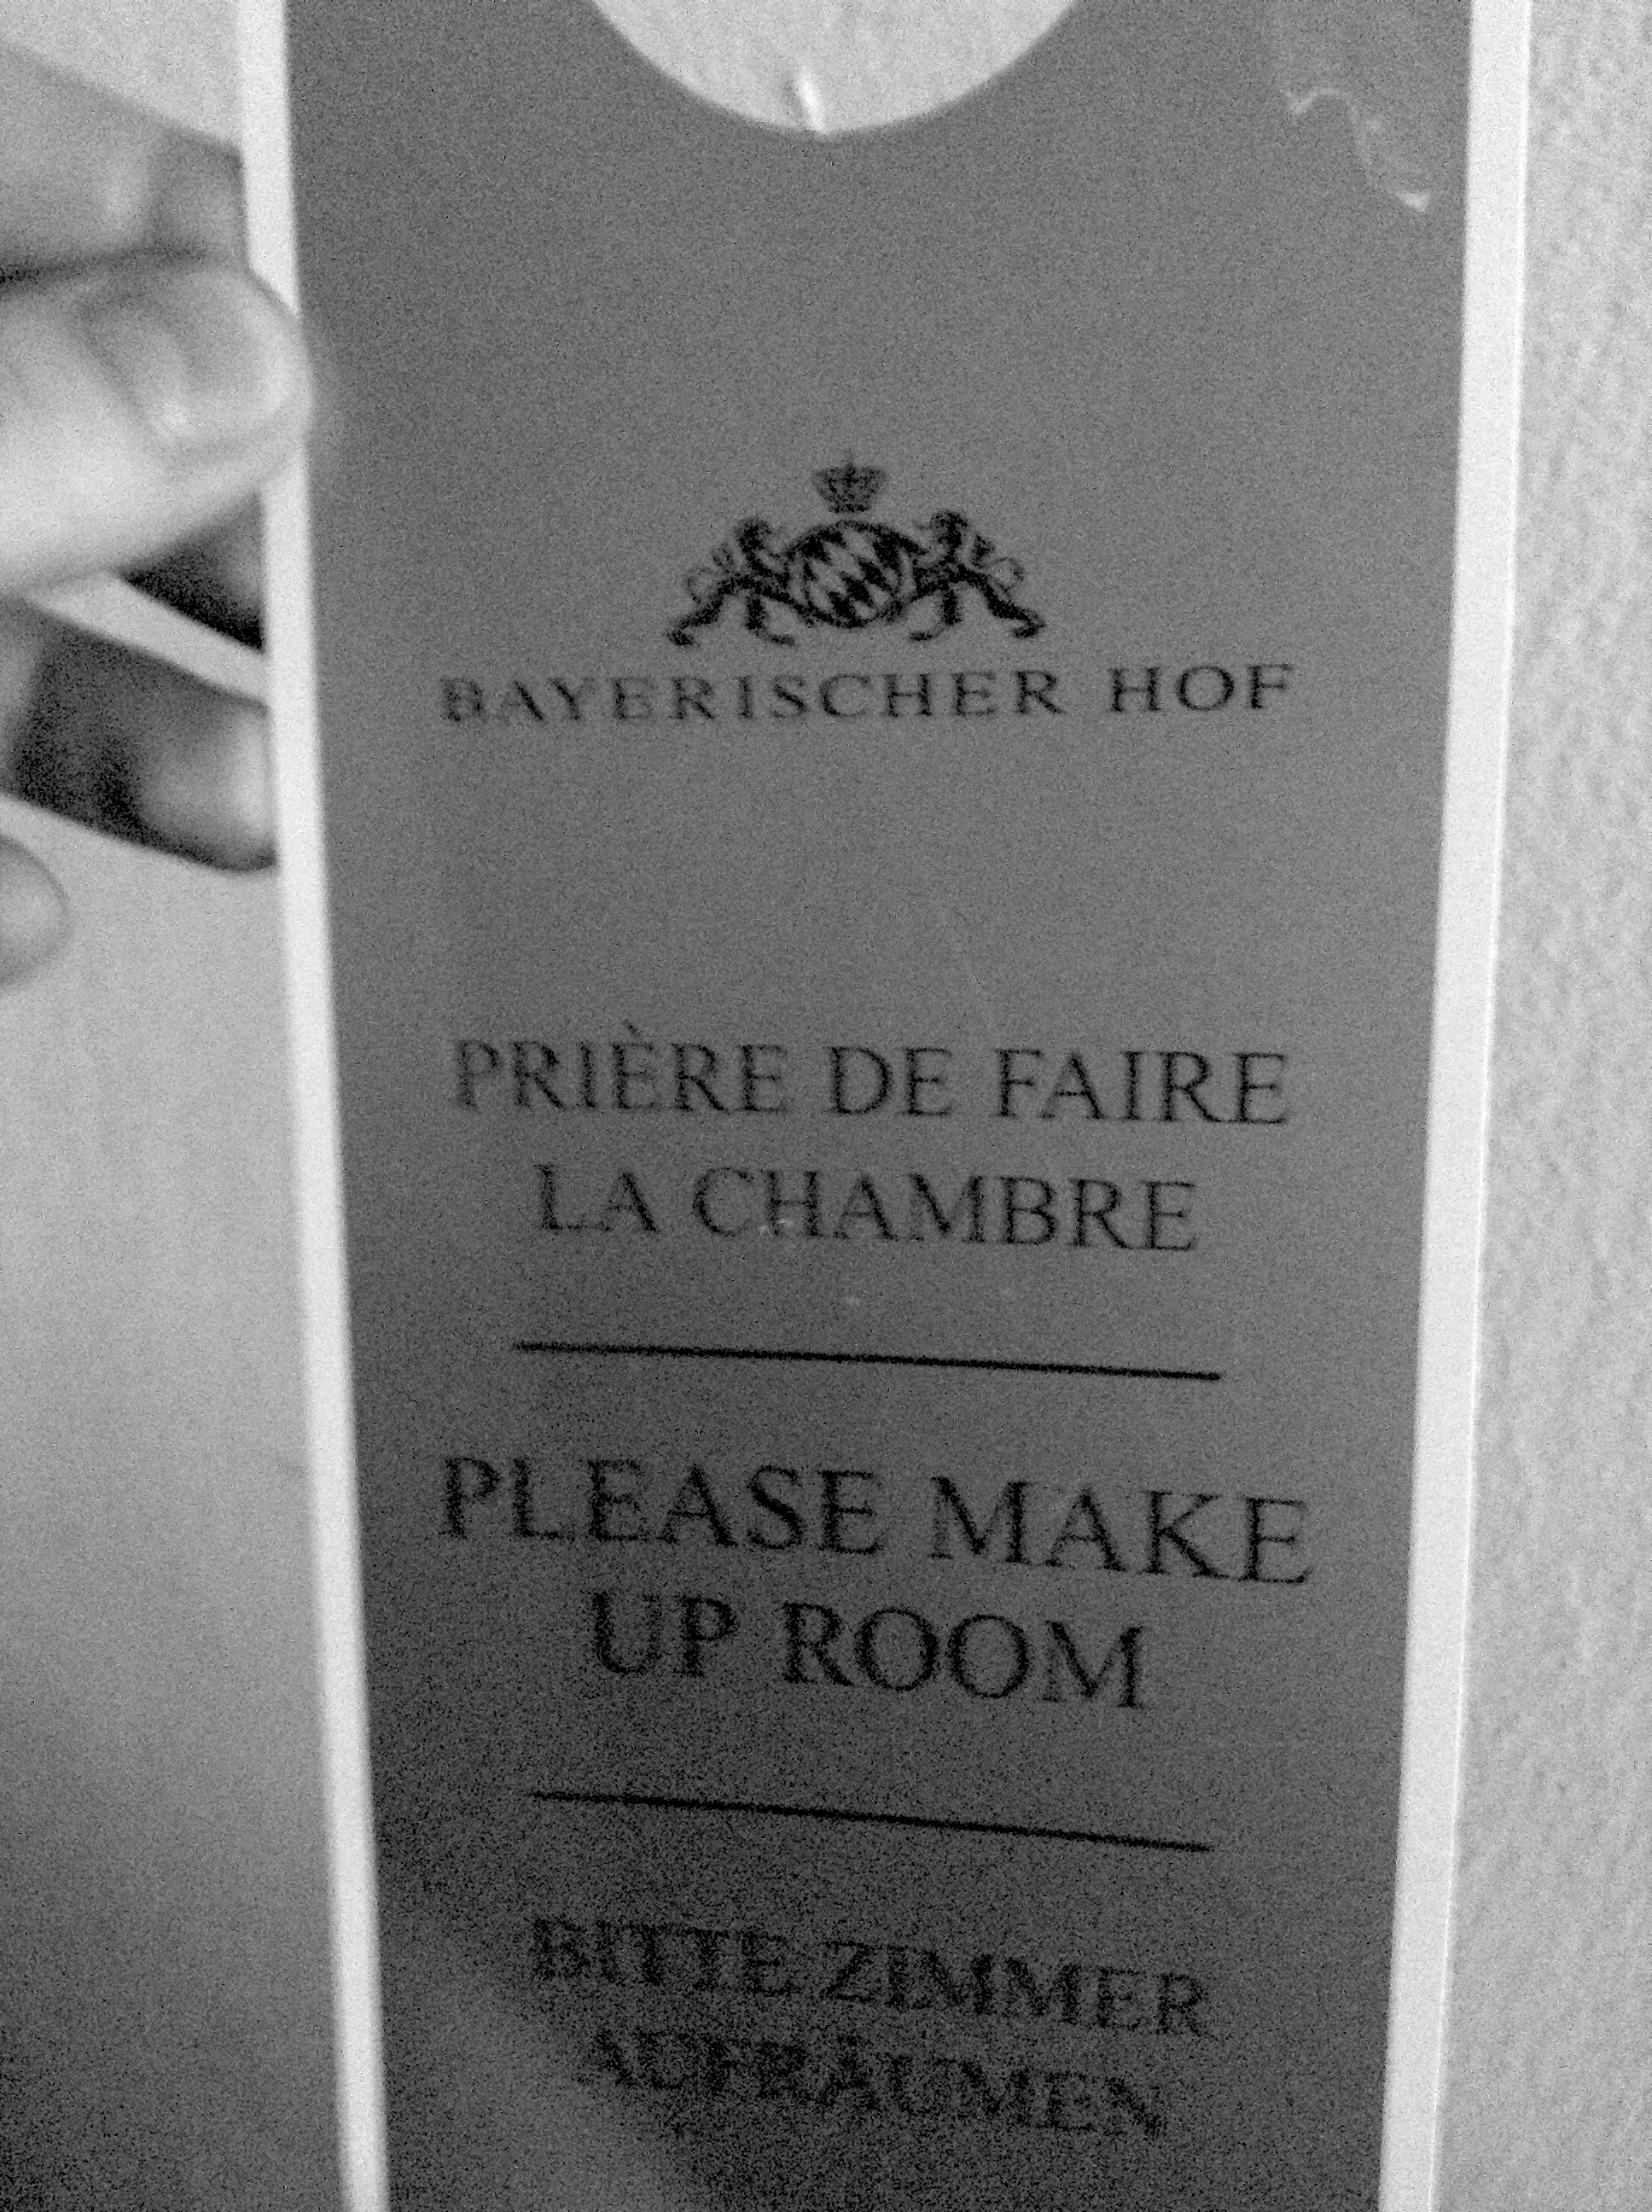 BAYERISCHER HOF
PRIÈRE DE FAIRE
LA CHAMBRE
PLEASE MAKE
UP ROOM
BITTE ZIMMER
AUFRÄUMEN